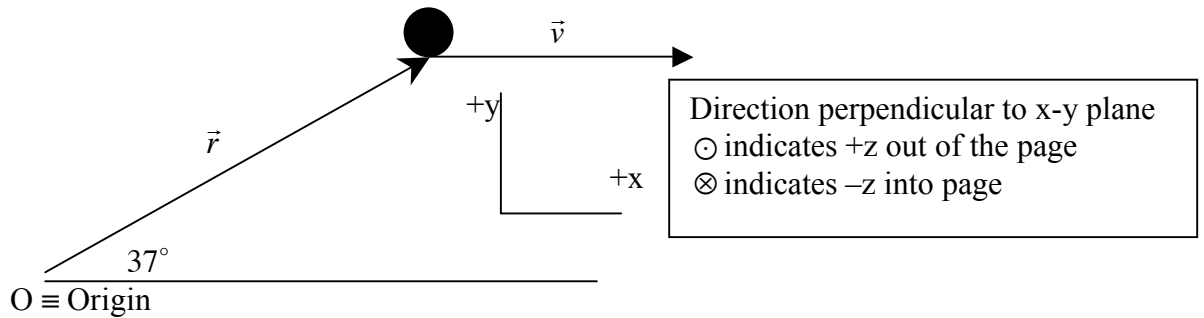 v⃗
+y
Direction perpendicular to x-y plane
⊙ indicates +z out of the page
⊗ indicates –z into page
r⃗
+x
37°
O ≡ Origin